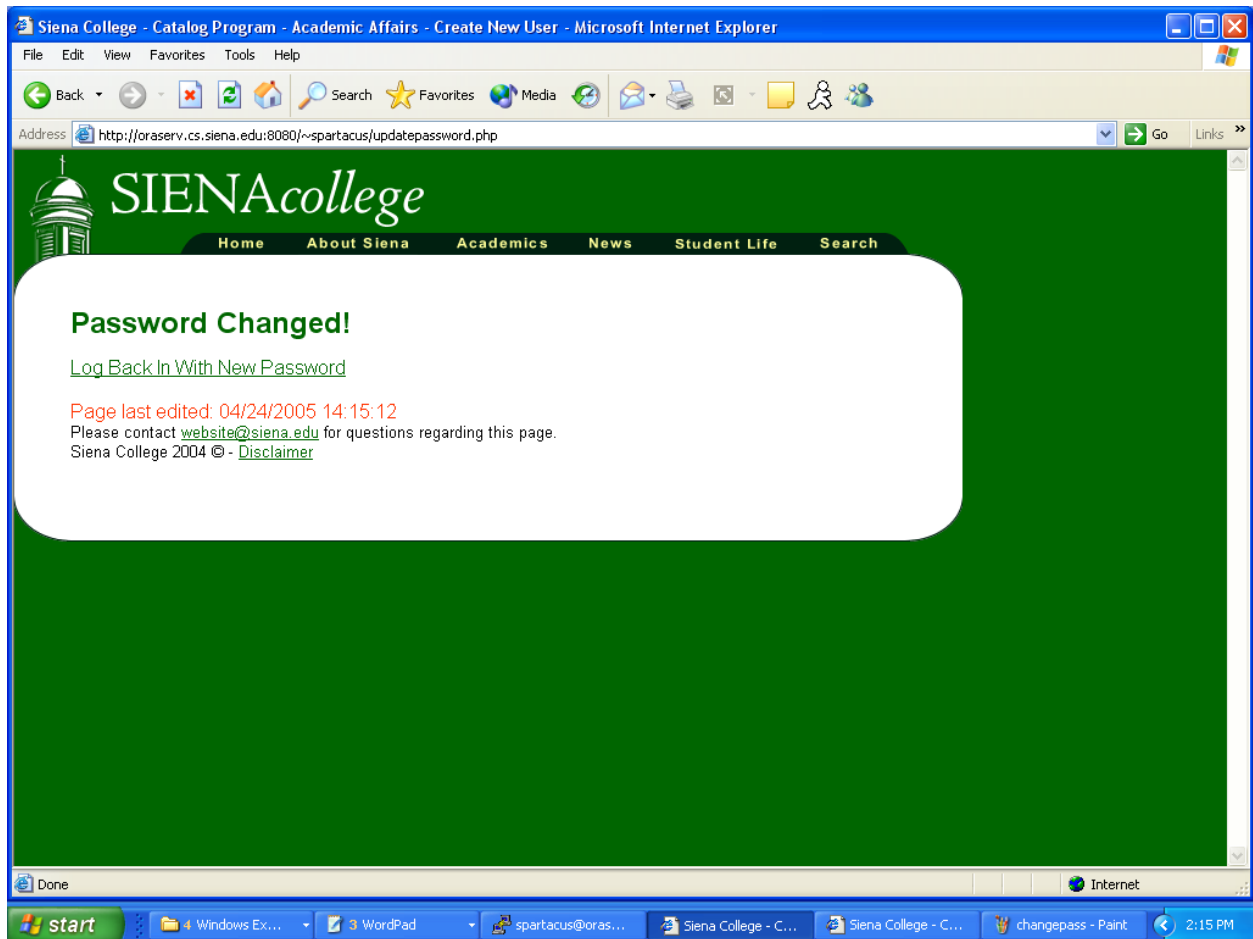 Siena College - Catalog Program - Academic Affairs - Create New User - Microsoft Internet Explorer
File Edit View Favorites Tools Help
Back Search Favorites Media
Address http://oraserv.cs.siena.edu:8080/~spartacus/updatepassword.php Go Links »
SIENAcollege
Home About Siena Academics News Student Life Search
Password Changed!
Log Back In With New Password
Page last edited: 04/24/2005 14:15:12
Please contact website@siena.edu for questions regarding this page.
Siena College 2004 © - Disclaimer
Done Internet
start 4 Windows Ex... 3 WordPad spartacus@oras... Siena College - C... Siena College - C... changepass - Paint 2:15 PM